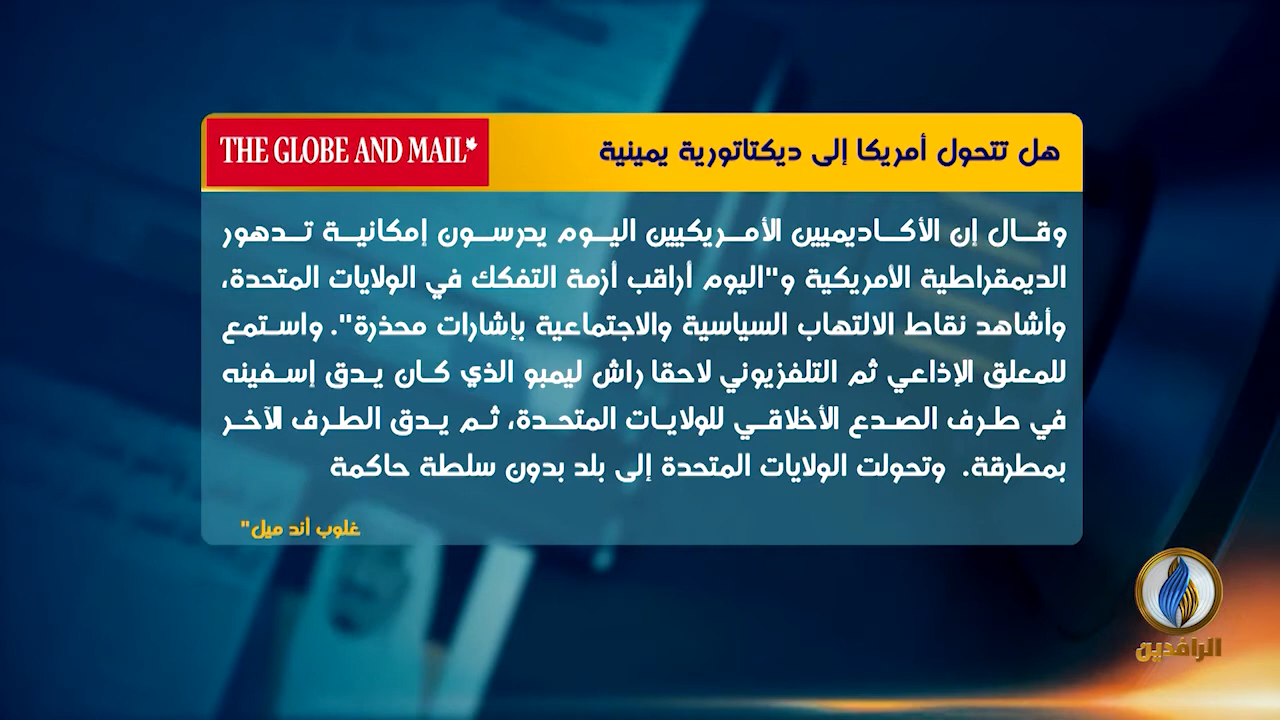 THE GLOBE AND MAIL
هل تتحول أمريكا إلى ديكتاتورية يمينية
وقال إن الأكاديميين الأمريكيين اليوم يدرسون إمكانية تدهور
الديمقراطية الأمريكية و"اليوم أراقب أزمة التفكك في الولايات المتحدة،
وأشاهد نقاط الالتهاب السياسية والاجتماعية بإشارات محذرة". واستمع
للمعلق الإذاعي ثم التلفزيوني لاحقا راش ليمبو الذي كان يدق إسفينه
في طرف الصدع الأخلاقي للولايات المتحدة، ثم يدق الطرف الآخر
بمطرقة. وتحولت الولايات المتحدة إلى بلد بدون سلطة حاكمة
غلوب أند ميل"
الرافدين